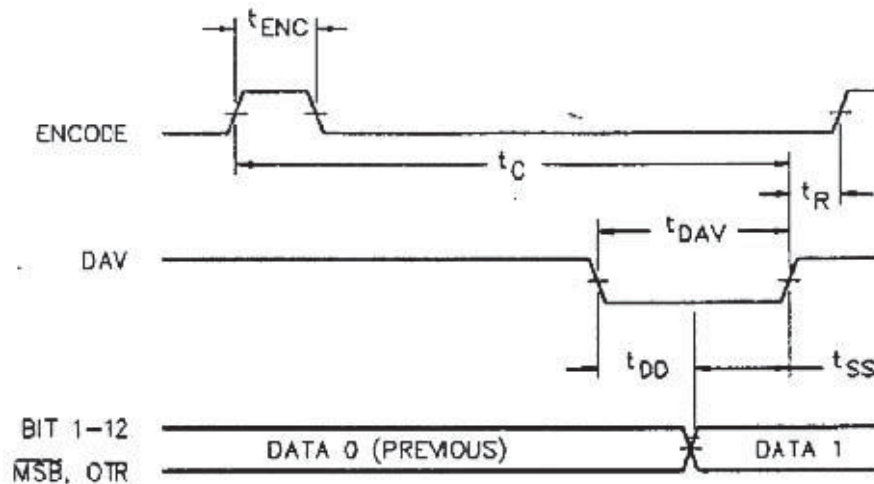 tENC
ENCODE
tC
tR
tDAV
DAV
tDD
tSS
BIT 1-12
DATA 0 (PREVIOUS)
DATA 1
MSB, OTR